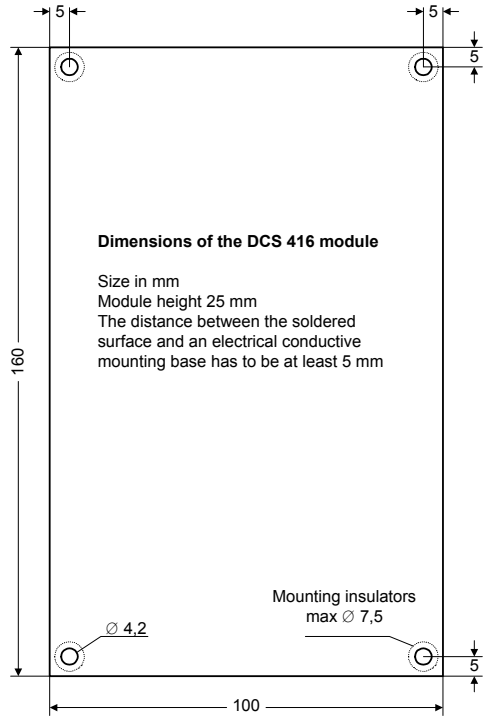 5
5
5
5
Dimensions of the DCS 416 module
Size in mm
Module height 25 mm
The distance between the soldered
surface and an electrical conductive
mounting base has to be at least 5 mm
160
Mounting insulators
max ∅ 7,5
∅ 4,2
5
100